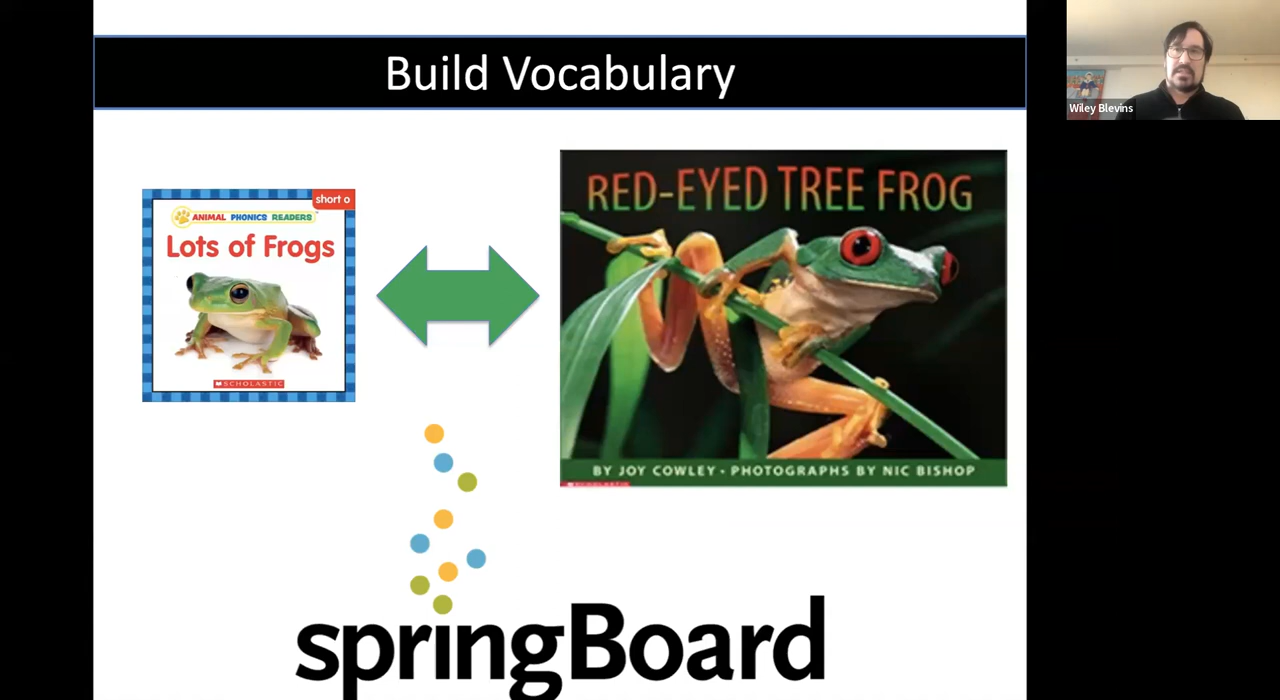 Build Vocabulary
Wiley Blevins
short o
ANIMAL PHONICS READERS
Lots of Frogs
SCHOLASTIC
RED-EYED TREE FROG
BY JOY COWLEY • PHOTOGRAPHS BY NIC BISHOP
SCHOLASTIC
springBoard